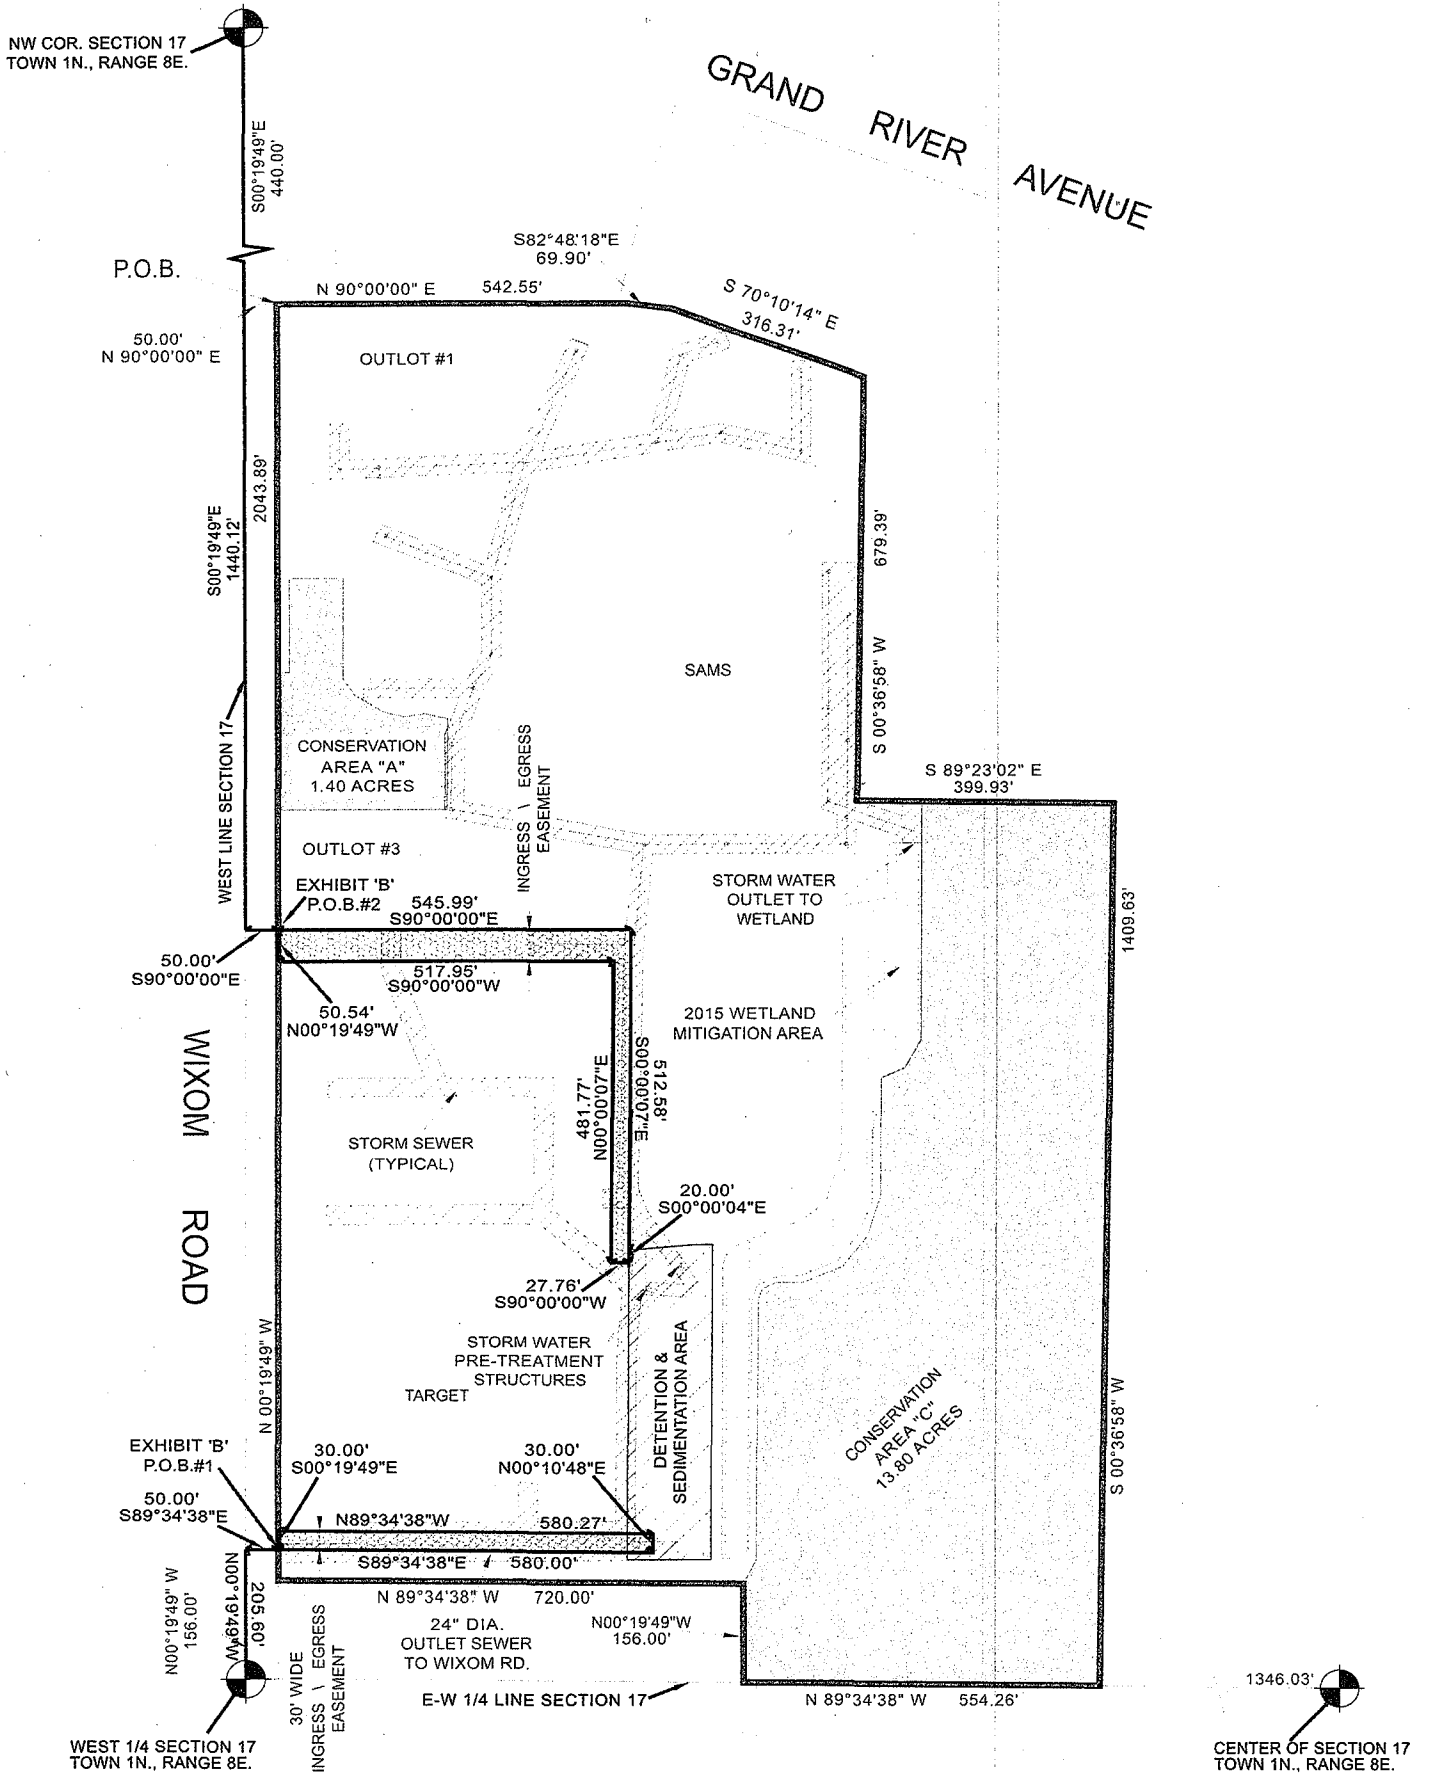 NW COR. SECTION 17
TOWN 1N., RANGE 8E.
GRAND RIVER AVENUE
S00°19'49"E
440.00'
P.O.B.
S82°48'18"E
69.90'
N 90°00'00" E 542.55'
S 70°10'14" E
316.31'
50.00'
N 90°00'00" E
OUTLOT #1
2043.89'
S00°19'49"E
1440.12'
679.39'
S 00°36'58" W
SAMS
WEST LINE SECTION 17
CONSERVATION
AREA "A"
1.40 ACRES
INGRESS \ EGRESS
EASEMENT
S 89°23'02" E
399.93'
OUTLOT #3
EXHIBIT 'B'
P.O.B.#2
545.99'
S90°00'00"E
STORM WATER
OUTLET TO
WETLAND
1409.63'
50.00'
S90°00'00"E
517.95'
S90°00'00"W
50.54'
N00°19'49"W
2015 WETLAND
MITIGATION AREA
WIXOM ROAD
512.58'
S00°00'07"E
481.77'
N00°00'07"E
STORM SEWER
(TYPICAL)
20.00'
S00°00'04"E
27.76'
S90°00'00"W
N 00°19'49" W
STORM WATER
PRE-TREATMENT
STRUCTURES
TARGET
DETENTION &
SEDIMENTATION AREA
CONSERVATION
AREA "C"
13.80 ACRES
S 00°36'58" W
EXHIBIT 'B'
P.O.B.#1
30.00'
S00°19'49"E
30.00'
N00°10'48"E
50.00'
S89°34'38"E
N89°34'38"W 580.27'
S89°34'38"E 580.00'
N00°19'49" W
156.00'
205.60'
N00°19'49"W
N 89°34'38" W 720.00'
24" DIA.
OUTLET SEWER
TO WIXOM RD.
N00°19'49"W
156.00'
30' WIDE
INGRESS \ EGRESS
EASEMENT
E-W 1/4 LINE SECTION 17
N 89°34'38" W 554.26'
1346.03'
WEST 1/4 SECTION 17
TOWN 1N., RANGE 8E.
CENTER OF SECTION 17
TOWN 1N., RANGE 8E.